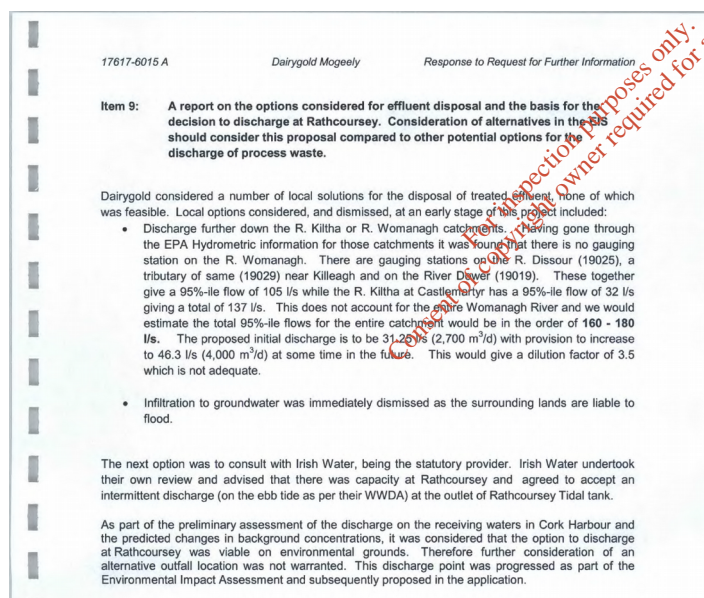 17617-6015 A Dairygold Mogeely Response to Request for Further Information
Item 9: A report on the options considered for effluent disposal and the basis for the
decision to discharge at Rathcoursey. Consideration of alternatives in the EIS
should consider this proposal compared to other potential options for the
discharge of process waste.
Dairygold considered a number of local solutions for the disposal of treated effluent, none of which
was feasible. Local options considered, and dismissed, at an early stage of this project included:
• Discharge further down the R. Kiltha or R. Womanagh catchments. Having gone through
the EPA Hydrometric information for those catchments it was found that there is no gauging
station on the R. Womanagh. There are gauging stations on the R. Dissour (19025), a
tributary of same (19029) near Killeagh and on the River Dower (19019). These together
give a 95%-ile flow of 105 l/s while the R. Kiltha at Castlemartyr has a 95%-ile flow of 32 l/s
giving a total of 137 l/s. This does not account for the entire Womanagh River and we would
estimate the total 95%-ile flows for the entire catchment would be in the order of 160 - 180
l/s. The proposed initial discharge is to be 31.25 l/s (2,700 m³/d) with provision to increase
to 46.3 l/s (4,000 m³/d) at some time in the future. This would give a dilution factor of 3.5
which is not adequate.
• Infiltration to groundwater was immediately dismissed as the surrounding lands are liable to
flood.
The next option was to consult with Irish Water, being the statutory provider. Irish Water undertook
their own review and advised that there was capacity at Rathcoursey and agreed to accept an
intermittent discharge (on the ebb tide as per their WWDA) at the outlet of Rathcoursey Tidal tank.
As part of the preliminary assessment of the discharge on the receiving waters in Cork Harbour and
the predicted changes in background concentrations, it was considered that the option to discharge
at Rathcoursey was viable on environmental grounds. Therefore further consideration of an
alternative outfall location was not warranted. This discharge point was progressed as part of the
Environmental Impact Assessment and subsequently proposed in the application.
For inspection purposes only.
Consent of copyright owner required for